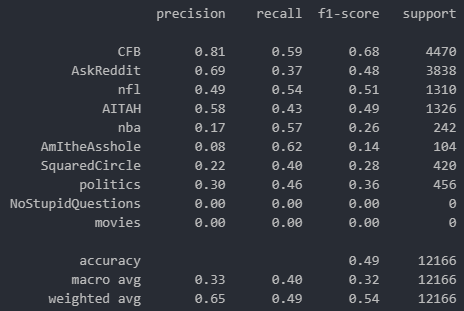 precision recall f1-score support
CFB 0.81 0.59 0.68 4470
AskReddit 0.69 0.37 0.48 3838
nfl 0.49 0.54 0.51 1310
AITAH 0.58 0.43 0.49 1326
nba 0.17 0.57 0.26 242
AmItheAsshole 0.08 0.62 0.14 104
SquaredCircle 0.22 0.40 0.28 420
politics 0.30 0.46 0.36 456
NoStupidQuestions 0.00 0.00 0.00 0
movies 0.00 0.00 0.00 0
accuracy 0.49 12166
macro avg 0.33 0.40 0.32 12166
weighted avg 0.65 0.49 0.54 12166